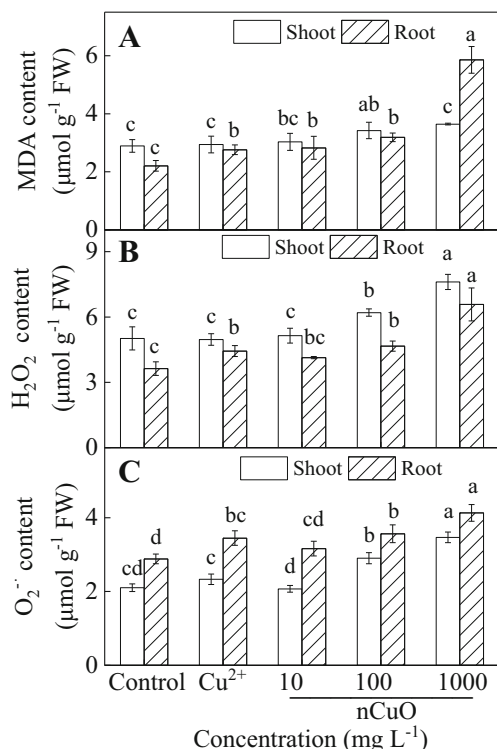 A
Shoot Root
MDA content
(μmol g⁻¹ FW)
6
4
2
0
c c c b bc b ab b c a
B
Shoot Root
H₂O₂ content
(μmol g⁻¹ FW)
9
6
3
0
c c c b c bc b b a a
C
Shoot Root
O₂⁻· content
(μmol g⁻¹ FW)
4
2
0
cd d c bc d cd b b a a
Control Cu²⁺ 10 100 1000
nCuO
Concentration (mg L⁻¹)